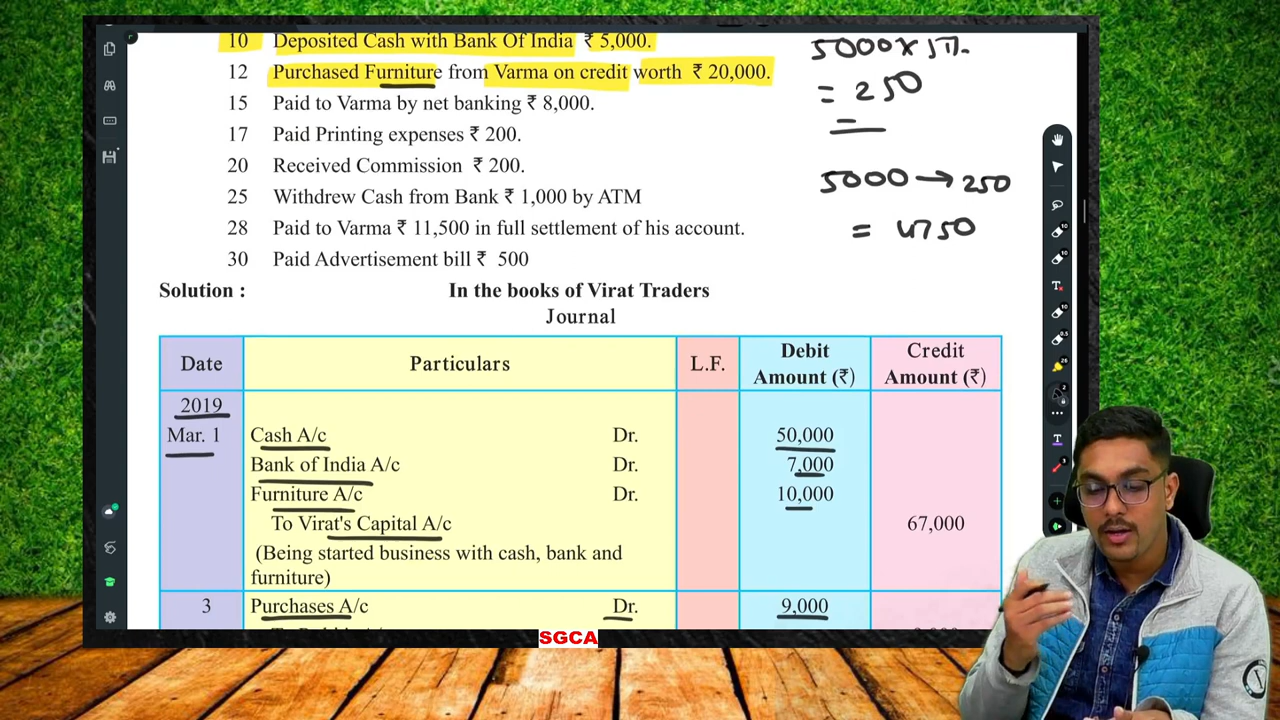 10 Deposited Cash with Bank Of India ₹ 5,000.
12 Purchased Furniture from Varma on credit worth ₹ 20,000.
15 Paid to Varma by net banking ₹ 8,000.
17 Paid Printing expenses ₹ 200.
20 Received Commission ₹ 200.
25 Withdrew Cash from Bank ₹ 1,000 by ATM
28 Paid to Varma ₹ 11,500 in full settlement of his account.
30 Paid Advertisement bill ₹ 500
5000 x 5%
= 250
5000 → 250
= 4750
Solution : In the books of Virat Traders
Journal
Date Particulars L.F. Debit Amount (₹) Credit Amount (₹)
2019
Mar. 1 Cash A/c Dr. 50,000
Bank of India A/c Dr. 7,000
Furniture A/c Dr. 10,000
To Virat's Capital A/c 67,000
(Being started business with cash, bank and
furniture)
3 Purchases A/c Dr. 9,000
SGCA